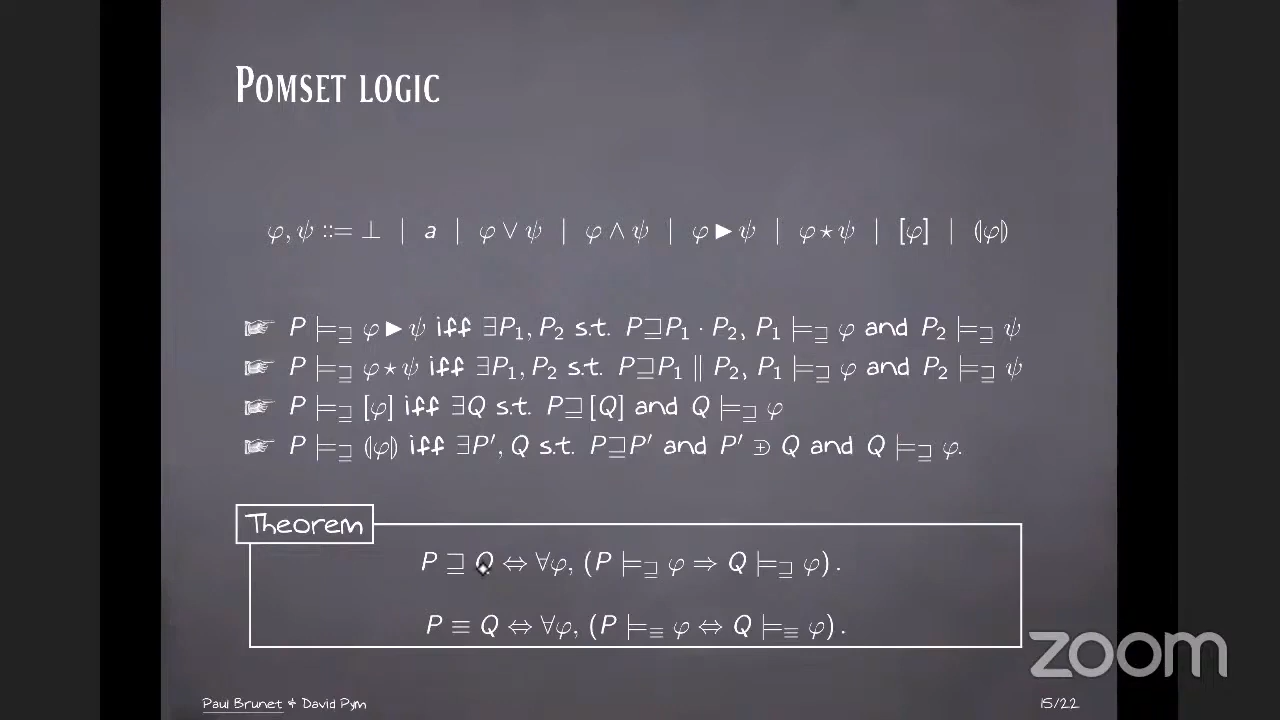 Pomset logic
φ, ψ ::= ⊥ | a | φ ∨ ψ | φ ∧ ψ | φ ▶ ψ | φ ⋆ ψ | [φ] | ⦇φ⦈
☞ P ⊨⊒ φ ▶ ψ iff ∃P₁, P₂ s.t. P⊒P₁ · P₂, P₁ ⊨⊒ φ and P₂ ⊨⊒ ψ
☞ P ⊨⊒ φ ⋆ ψ iff ∃P₁, P₂ s.t. P⊒P₁ ∥ P₂, P₁ ⊨⊒ φ and P₂ ⊨⊒ ψ
☞ P ⊨⊒ [φ] iff ∃Q s.t. P⊒[Q] and Q ⊨⊒ φ
☞ P ⊨⊒ ⦇φ⦈ iff ∃P′, Q s.t. P⊒P′ and P′ ⋺ Q and Q ⊨⊒ φ.
Theorem
P ⊒ Q ⇔ ∀φ, (P ⊨⊒ φ ⇒ Q ⊨⊒ φ).
P ≡ Q ⇔ ∀φ, (P ⊨≡ φ ⇔ Q ⊨≡ φ).
zoom
Paul Brunet & David Pym 15/22